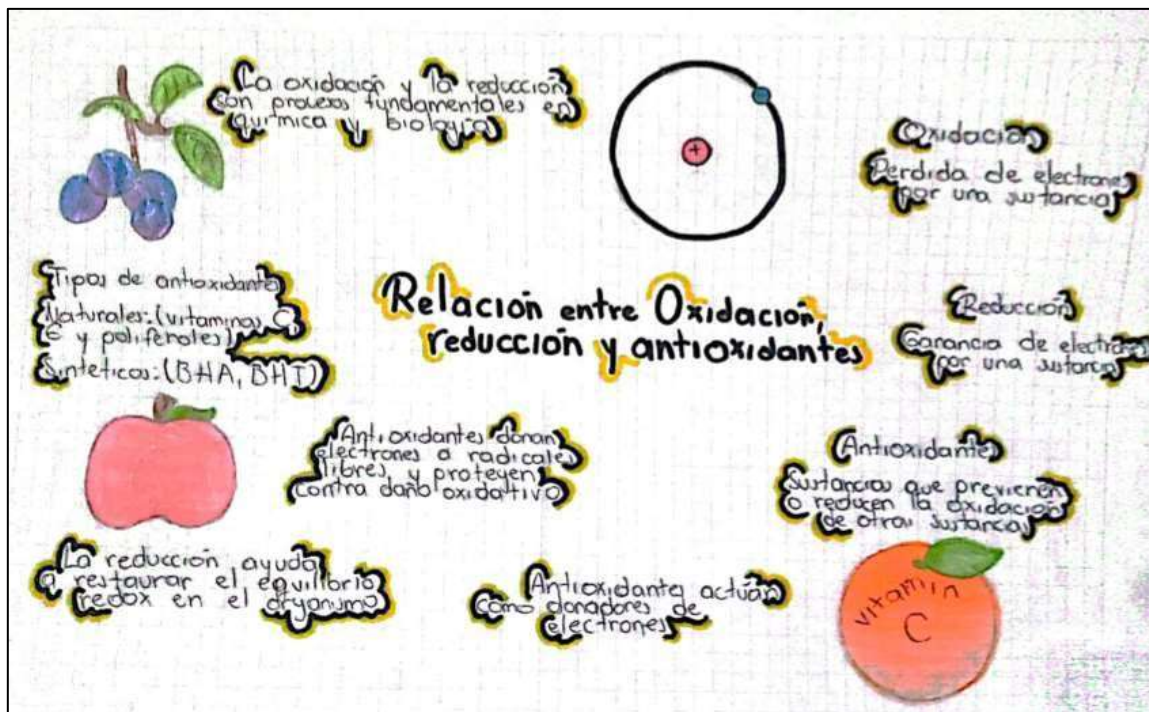 La oxidación y la reducción
son procesos fundamentales en
química y biología
Oxidación
Perdida de electrones
por una sustancia
Tipos de antioxidantes
Naturales: (vitaminas C,
E y polifenoles)
Sintéticos: (BHA, BHT)
Relación entre Oxidación,
reducción y antioxidantes
Reducción
Ganancia de electrones
por una sustancia
Antioxidantes donan
electrones a radicales
libres y protegen
contra daño oxidativo
Antioxidantes
Sustancias que previenen
o reducen la oxidación
de otras sustancias
La reducción ayuda
a restaurar el equilibrio
redox en el organismo
Antioxidantes actúan
como donadores de
electrones
vitamin
C
+